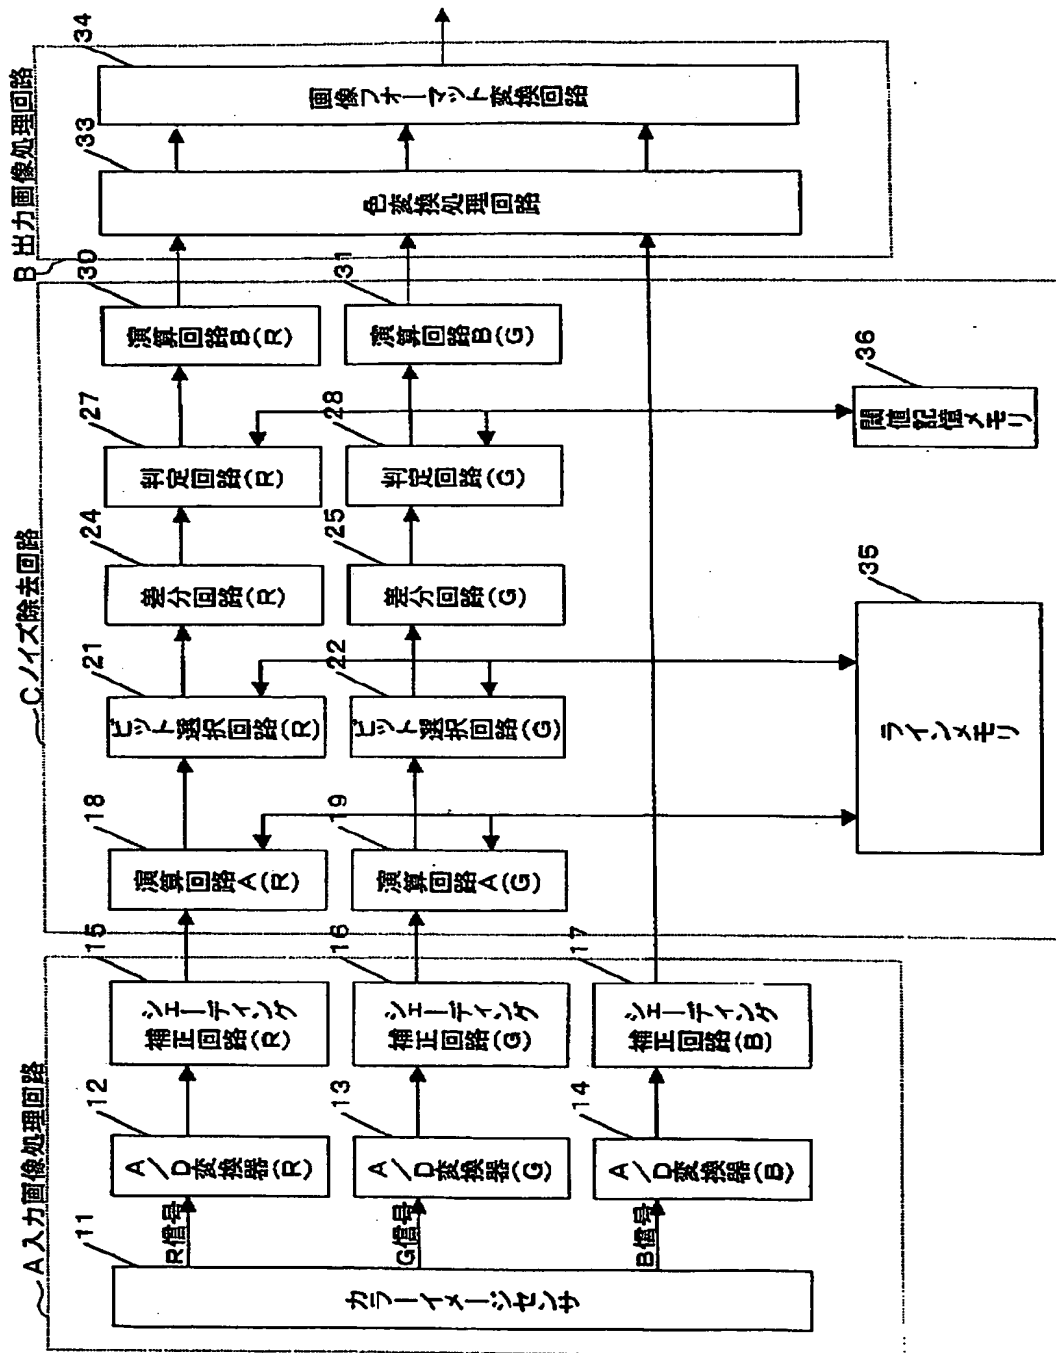 A 入力画像処理回路
11
カラーイメージセンサ
R信号
G信号
B信号
12
A/D変換器(R)
13
A/D変換器(G)
14
A/D変換器(B)
15
シェーディング
補正回路(R)
16
シェーディング
補正回路(G)
17
シェーディング
補正回路(B)
C ノイズ除去回路
18
演算回路A(R)
19
演算回路A(G)
21
ビット選択回路(R)
22
ビット選択回路(G)
24
差分回路(R)
25
差分回路(G)
27
判定回路(R)
28
判定回路(G)
30
演算回路B(R)
31
演算回路B(G)
35
ラインメモリ
36
閾値記憶メモリ
B 出力画像処理回路
33
色変換処理回路
34
画像フォーマット変換回路